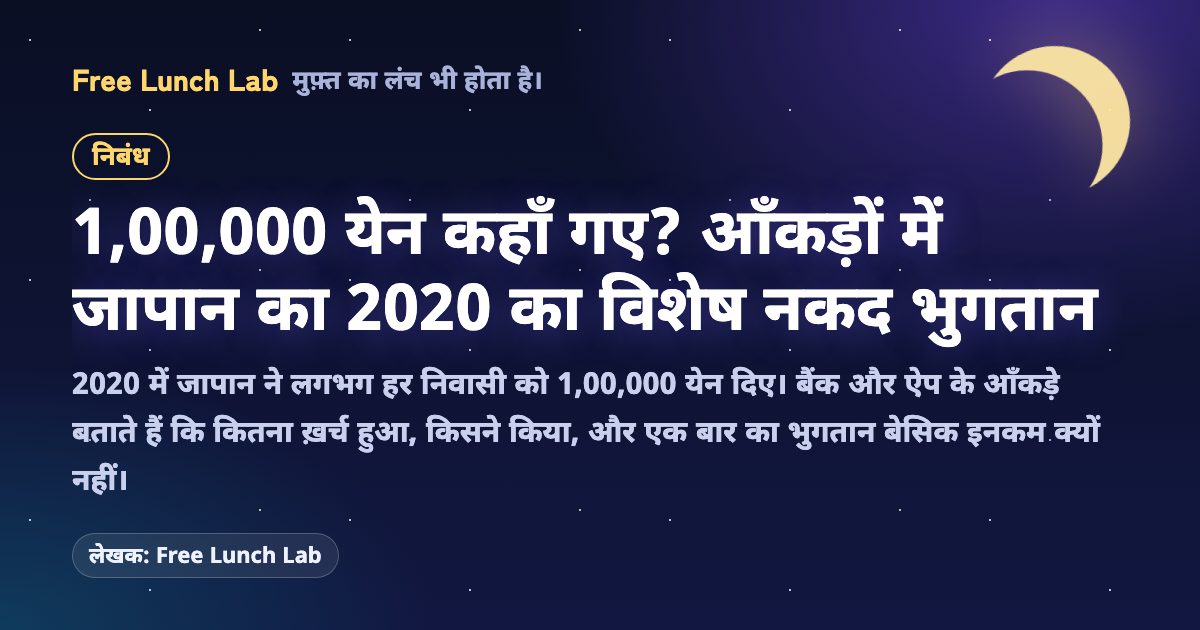 Free Lunch Lab मुफ़्त का लंच भी होता है।
निबंध
1,00,000 येन कहाँ गए? आँकड़ों में
जापान का 2020 का विशेष नकद भुगतान
2020 में जापान ने लगभग हर निवासी को 1,00,000 येन दिए। बैंक और ऐप के आँकड़े
बताते हैं कि कितना ख़र्च हुआ, किसने किया, और एक बार का भुगतान बेसिक इनकम क्यों
नहीं।
लेखक: Free Lunch Lab